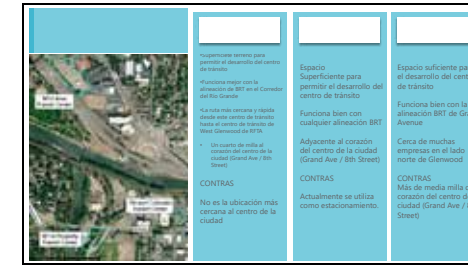 •Superficie/ terreno para
permitir el desarrollo del centro
de tránsito.
•Funciona mejor con la
alineación de BRT en el Corredor
del Rio Grande
•La ruta más cercana y rápida
desde este centro de tránsito
hasta el centro de tránsito de
West Glenwood de RFTA
• Un cuarto de milla al
corazón del centro de la
ciudad (Grand Ave / 8th
Street)
CONTRAS
No es la ubicación más
cercana al centro de la
ciudad
Espacio
Superficiente para
permitir el desarrollo del
centro de tránsito
Funciona bien con
cualquier alineación BRT
Adyacente al corazón
del centro de la ciudad
(Grand Ave / 8th Street)
CONTRAS
Actualmente se utiliza
como estacionamiento.
Espacio suficiente pa
el desarrollo del cent
de tránsito
Funciona bien con la
alineación BRT de Gra
Avenue
Cerca de muchas
empresas en el lado
norte de Glenwood
CONTRAS
Más de media milla d
corazón del centro d
ciudad (Grand Ave / 8
Street)